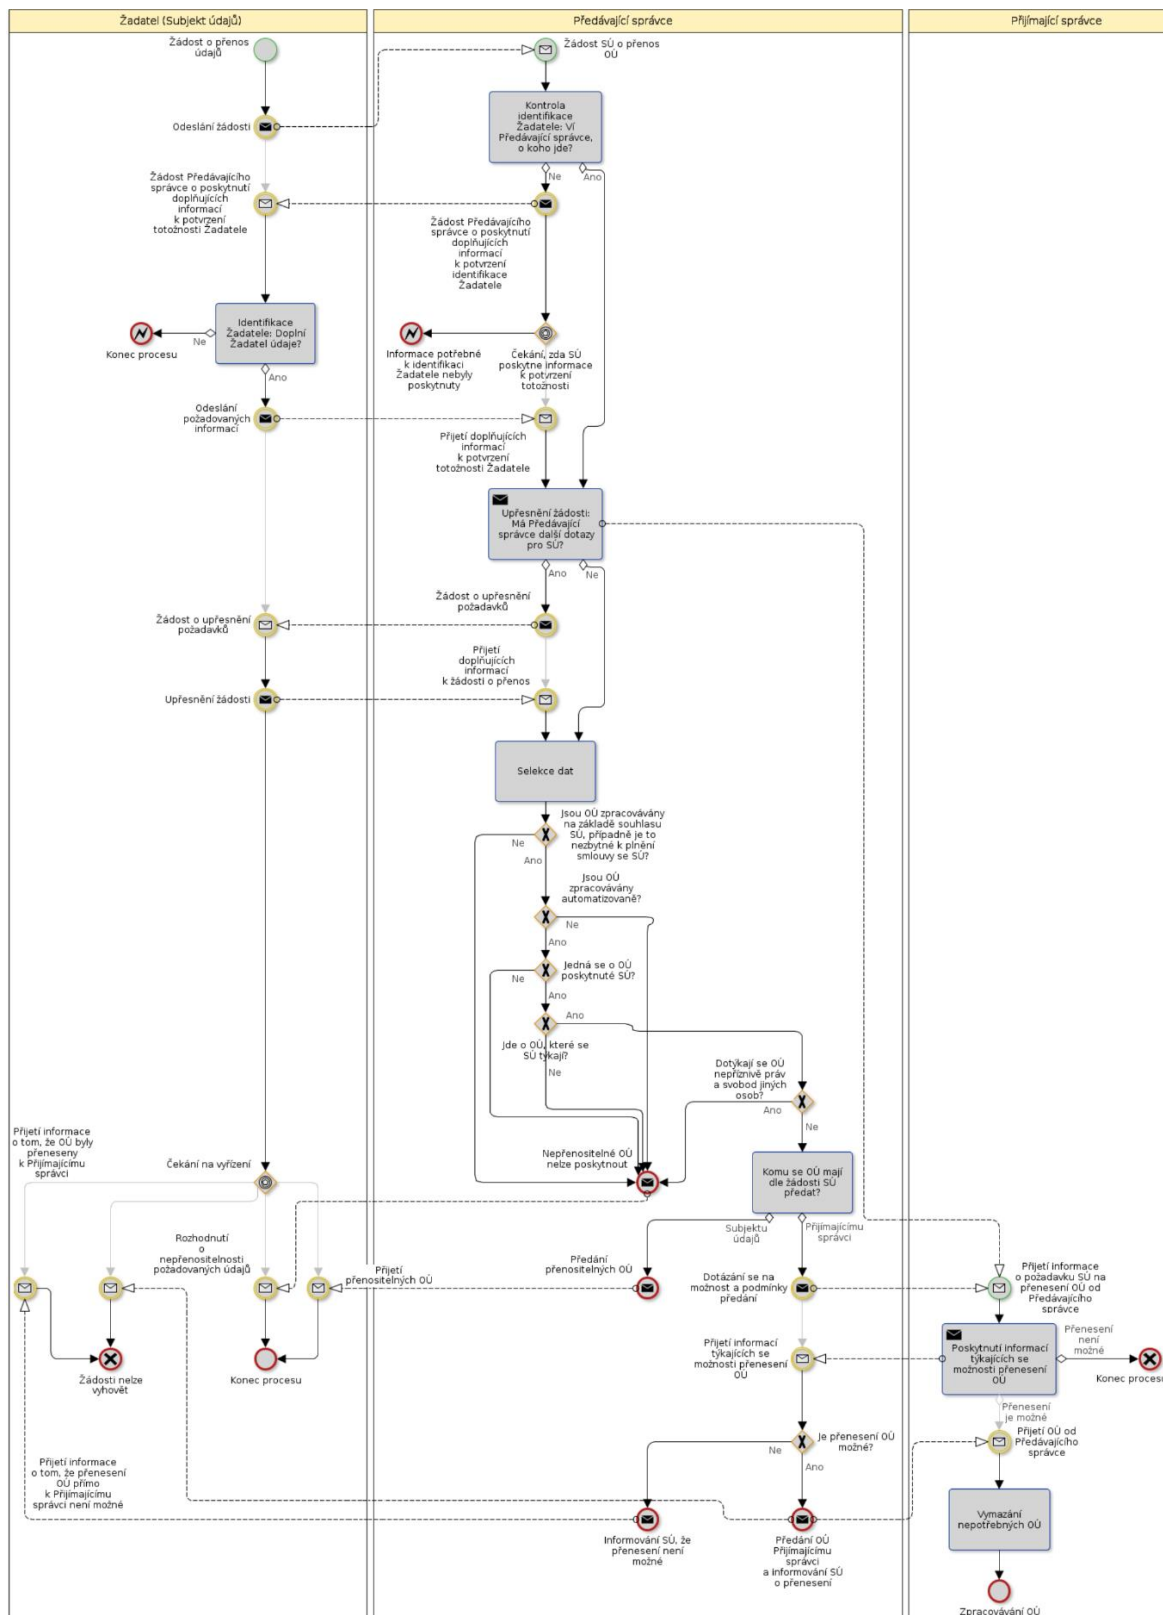 Žadatel (Subjekt údajů)
Předávající správce
Přijímající správce
Žádost o přenos
údajů
Žádost SÚ o přenos
OÚ
Odeslání žádosti
Kontrola
identifikace
Žadatele: Ví
Předávající správce,
o koho jde?
Ne
Ano
Žádost Předávajícího
správce o poskytnutí
doplňujících
informací
k potvrzení
totožnosti Žadatele
Žádost Předávajícího
správce o poskytnutí
doplňujících
informací
k potvrzení
identifikace
Žadatele
Identifikace
Žadatele: Doplní
Žadatel údaje?
Ne
Konec procesu
Ano
Informace potřebné
k identifikaci
Žadatele nebyly
poskytnuty
Čekání, zda SÚ
poskytne informace
k potvrzení
totožnosti
Odeslání
požadovaných
informací
Přijetí doplňujících
informací
k potvrzení
totožnosti Žadatele
Upřesnění žádosti:
Má Předávající
správce další dotazy
pro SÚ?
Ano
Ne
Žádost o upřesnění
požadavků
Žádost o upřesnění
požadavků
Přijetí
doplňujících
informací
k žádosti o přenos
Upřesnění žádosti
Selekce dat
Jsou OÚ zpracovávány
na základě souhlasu
SÚ, případně je to
nezbytné k plnění
smlouvy se SÚ?
Ne
Ano
Jsou OÚ
zpracovávány
automatizovaně?
Ne
Ano
Jedná se o OÚ
poskytnuté SÚ?
Ne
Ano
Ano
Jde o OÚ, které se
SÚ týkají?
Ne
Dotýkají se OÚ
nepříznivě práv
a svobod jiných
osob?
Ano
Ne
Přijetí informace
o tom, že OÚ byly
přeneseny
k Přijímajícímu
správci
Čekání na vyřízení
Nepřenositelné OÚ
nelze poskytnout
Komu se OÚ mají
dle žádosti SÚ
předat?
Subjektu
údajů
Přijímajícímu
správci
Rozhodnutí
o
nepřenositelnosti
požadovaných údajů
Přijetí
přenositelných OÚ
Předání
přenositelných OÚ
Dotázání se na
možnost a podmínky
předání
Přijetí informace
o požadavku SÚ na
přenesení OÚ od
Předávajícího
správce
Žádosti nelze
vyhovět
Konec procesu
Přijetí informací
týkajících se
možnosti přenesení
OÚ
Poskytnutí informací
týkajících se
možnosti přenesení
OÚ
Přenesení
není
možné
Konec procesu
Přenesení
je možné
Přijetí OÚ od
Předávajícího
správce
Je přenesení OÚ
možné?
Ne
Ano
Přijetí informace
o tom, že přenesení
OÚ přímo
k Přijímajícímu
správci není možné
Informování SÚ, že
přenesení není
možné
Předání OÚ
Přijímajícímu
správci
a Informování SÚ
o přenesení
Vymazání
nepotřebných OÚ
Zpracovávání OÚ